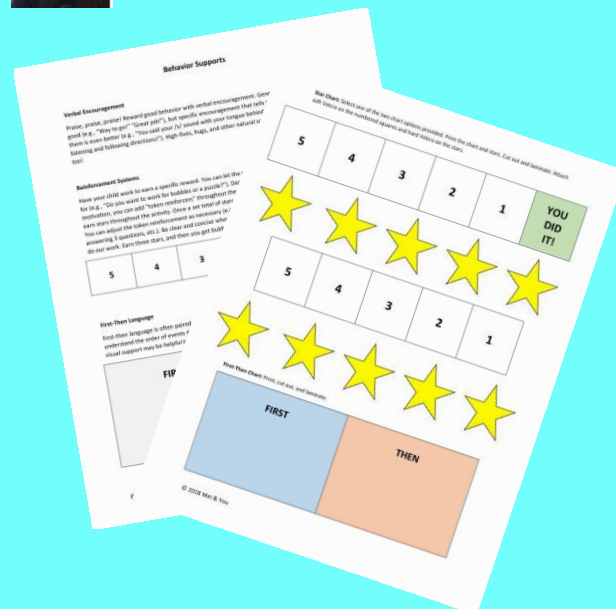 Behavior Supports
Verbal Encouragement
Praise, praise, praise! Reward good behavior with verbal encouragement.
good (e.g., "Way to go!" "Great job!"), but specific encouragement that tells
them is even better (e.g., "You said your /s/ sound with your tongue behind
listening and following directions!"). High-fives, hugs, and other natural
too!
Reinforcement Systems
Have your child work to earn a specific reward. You can let the
for (e.g., "Do you want to work for bubbles or a puzzle?").
motivation, you can add "token reinforcers" throughout the
earn stars throughout the activity. Once a set total of stars
You can adjust the token reinforcement as necessary
answering 3 questions, etc.). Be clear and concise
do our work. Earn three stars, and then you get
5 4 3
First-Then Language
First-then language is often paired
understand the order of events
visual support may be helpful
Star Chart: Select one of the two chart options provided. Print the chart and stars. Cut out and laminate. Attach
soft Velcro on the numbered squares and hard Velcro on the stars.
5 4 3 2 1 YOU
DID
IT!
5 4 3 2 1
First-Then Chart: Print, cut out, and laminate.
FIRST THEN
© 2018 Mei & You